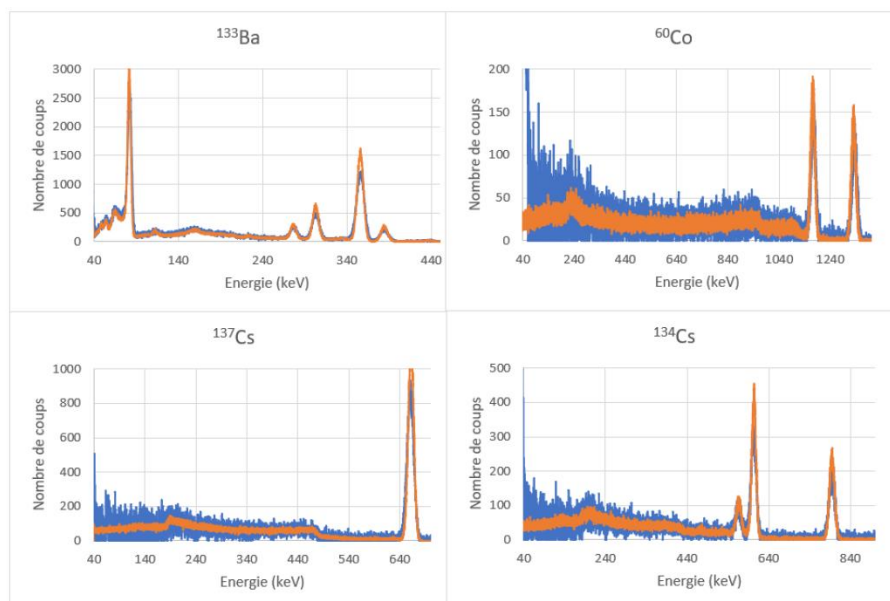 ¹³³Ba
3000
2500
2000
1500
1000
500
0
40 140 240 340 440
Nombre de coups
Energie (keV)
⁶⁰Co
200
150
100
50
0
40 240 440 640 840 1040 1240
Nombre de coups
Energie (keV)
¹³⁷Cs
1000
800
600
400
200
0
40 140 240 340 440 540 640
Nombre de coups
Energie (keV)
¹³⁴Cs
500
400
300
200
100
0
40 240 440 640 840
Nombre de coups
Energie (keV)